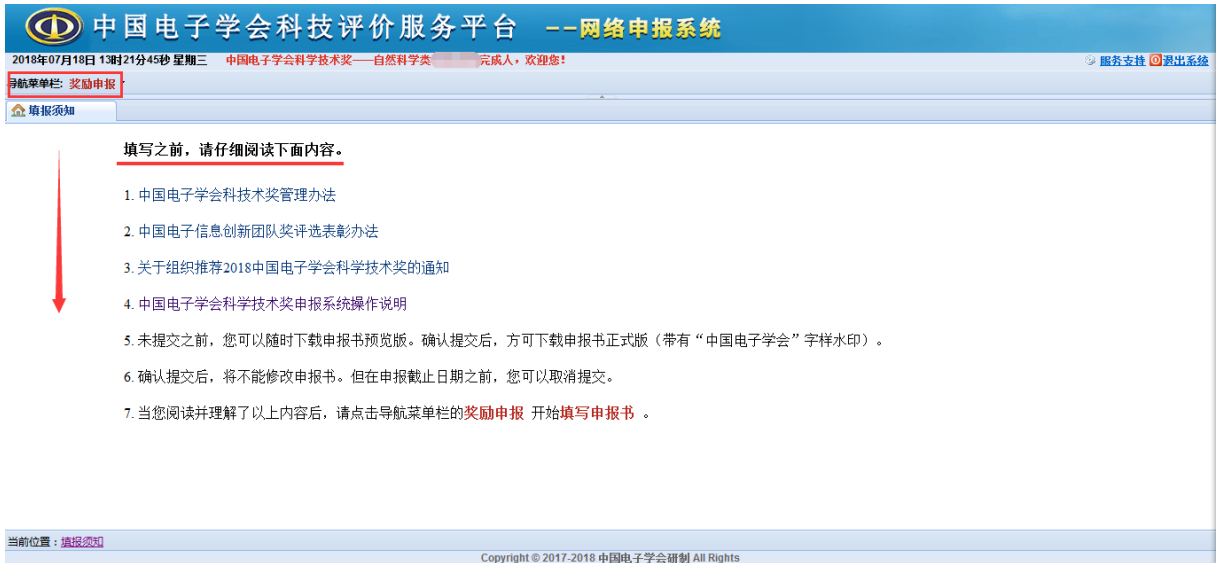 中国电子学会科技评价服务平台 --网络申报系统
2018年07月18日 13时21分45秒 星期三 中国电子学会科学技术奖——自然科学类 完成人，欢迎您！ 服务支持 退出系统
导航菜单栏: 奖励申报
填报须知
填写之前，请仔细阅读下面内容。
1. 中国电子学会科技术奖管理办法
2. 中国电子信息创新团队奖评选表彰办法
3. 关于组织推荐2018中国电子学会科学技术奖的通知
4. 中国电子学会科学技术奖申报系统操作说明
5. 未提交之前，您可以随时下载申报书预览版。确认提交后，方可下载申报书正式版（带有“中国电子学会”字样水印）。
6. 确认提交后，将不能修改申报书。但在申报截止日期之前，您可以取消提交。
7. 当您阅读并理解了以上内容后，请点击导航菜单栏的奖励申报 开始填写申报书 。
当前位置：填报须知
Copyright © 2017-2018 中国电子学会研制 All Rights